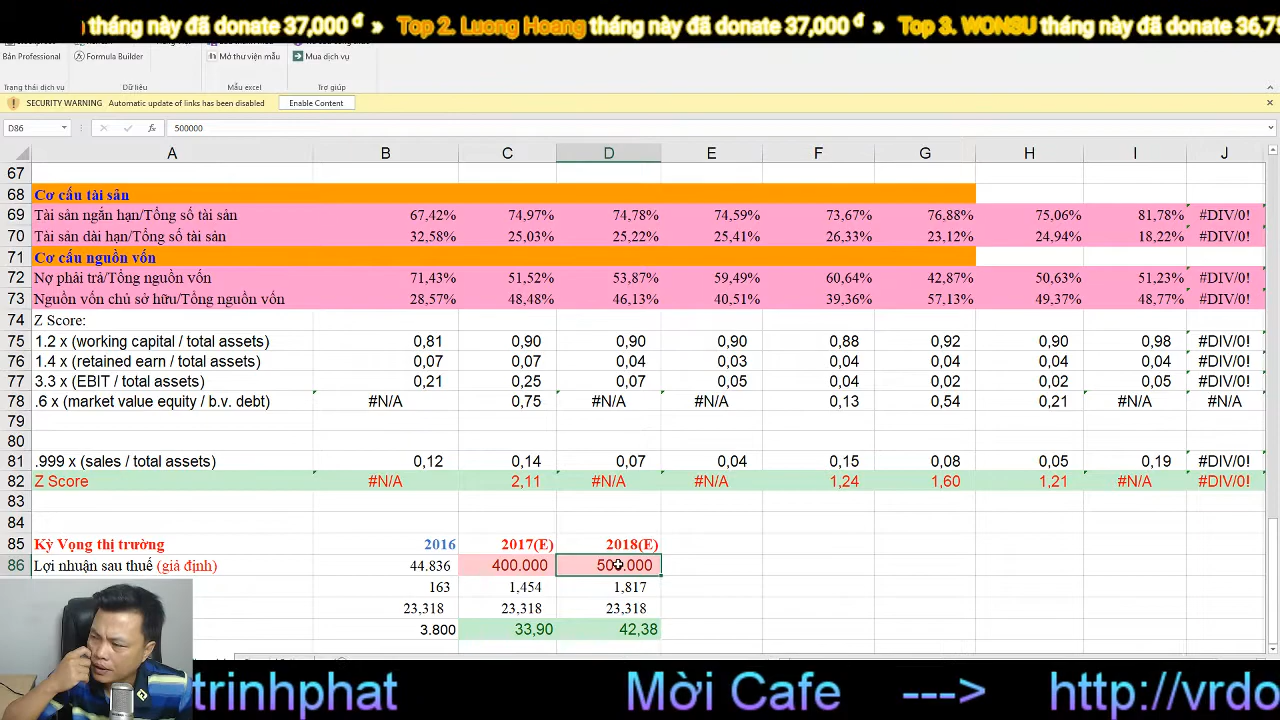 tháng này đã donate 37,000 đ » Top 2. Luong Hoang tháng này đã donate 37,000 đ » Top 3. WONSU tháng này đã donate 36,75
Bản Professional Formula Builder Mở thư viện mẫu Mua dịch vụ
Trạng thái dịch vụ Dữ liệu Mẫu excel Trợ giúp
! SECURITY WARNING Automatic update of links has been disabled Enable Content
D86 fx 500000
A B C D E F G H I J
67
68 Cơ cấu tài sản
69 Tài sản ngắn hạn/Tổng số tài sản 67,42% 74,97% 74,78% 74,59% 73,67% 76,88% 75,06% 81,78% #DIV/0!
70 Tài sản dài hạn/Tổng số tài sản 32,58% 25,03% 25,22% 25,41% 26,33% 23,12% 24,94% 18,22% #DIV/0!
71 Cơ cấu nguồn vốn
72 Nợ phải trả/Tổng nguồn vốn 71,43% 51,52% 53,87% 59,49% 60,64% 42,87% 50,63% 51,23% #DIV/0!
73 Nguồn vốn chủ sở hữu/Tổng nguồn vốn 28,57% 48,48% 46,13% 40,51% 39,36% 57,13% 49,37% 48,77% #DIV/0!
74 Z Score:
75 1.2 x (working capital / total assets) 0,81 0,90 0,90 0,90 0,88 0,92 0,90 0,98 #DIV/0!
76 1.4 x (retained earn / total assets) 0,07 0,07 0,04 0,03 0,04 0,04 0,04 0,04 #DIV/0!
77 3.3 x (EBIT / total assets) 0,21 0,25 0,07 0,05 0,04 0,02 0,02 0,05 #DIV/0!
78 .6 x (market value equity / b.v. debt) #N/A 0,75 #N/A #N/A 0,13 0,54 0,21 #N/A #N/A
79
80
81 .999 x (sales / total assets) 0,12 0,14 0,07 0,04 0,15 0,08 0,05 0,19 #DIV/0!
82 Z Score #N/A 2,11 #N/A #N/A 1,24 1,60 1,21 #N/A #DIV/0!
83
84
85 Kỳ Vọng thị trường 2016 2017(E) 2018(E)
86 Lợi nhuận sau thuế (giả định) 44.836 400.000 500.000
163 1,454 1,817
23,318 23,318 23,318
3.800 33,90 42,38
trinhphat Mời Cafe ---> http://vrdo